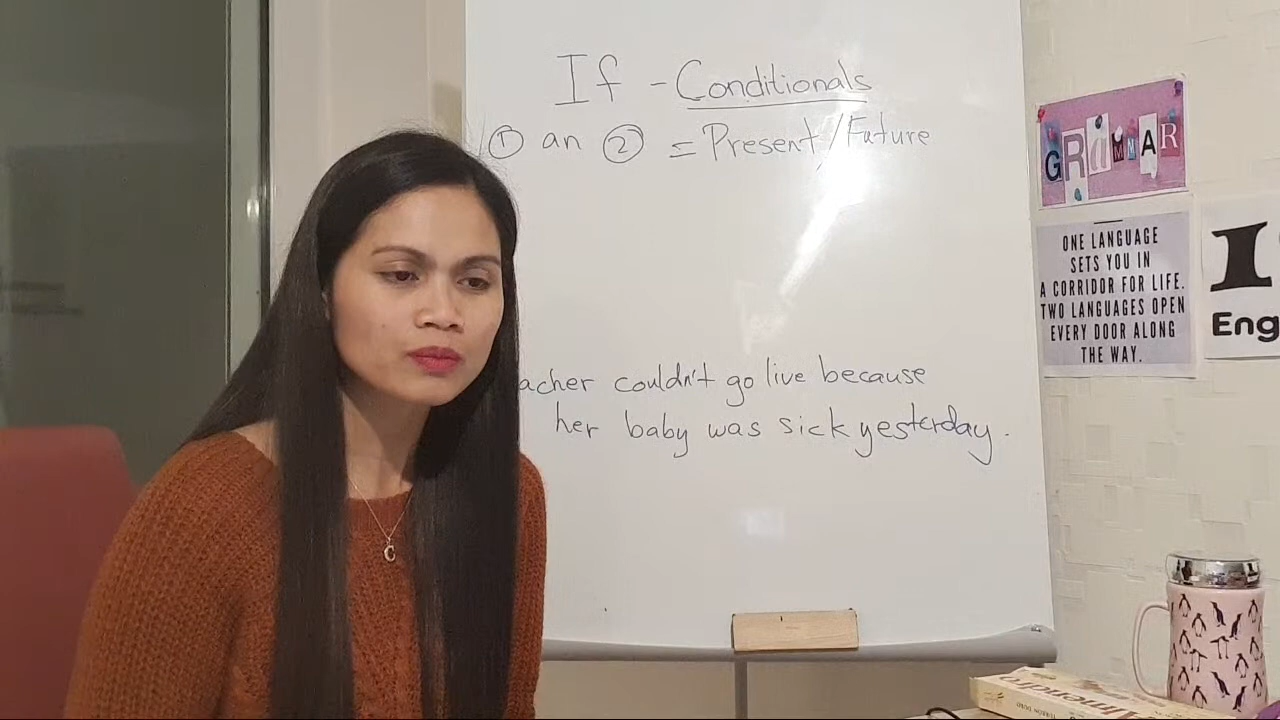 If - Conditionals
① an ② = Present/Future
acher couldn't go live because
her baby was sick yesterday.
GRAMMAR
ONE LANGUAGE
SETS YOU IN
A CORRIDOR FOR LIFE.
TWO LANGUAGES OPEN
EVERY DOOR ALONG
THE WAY.
I
Eng
C